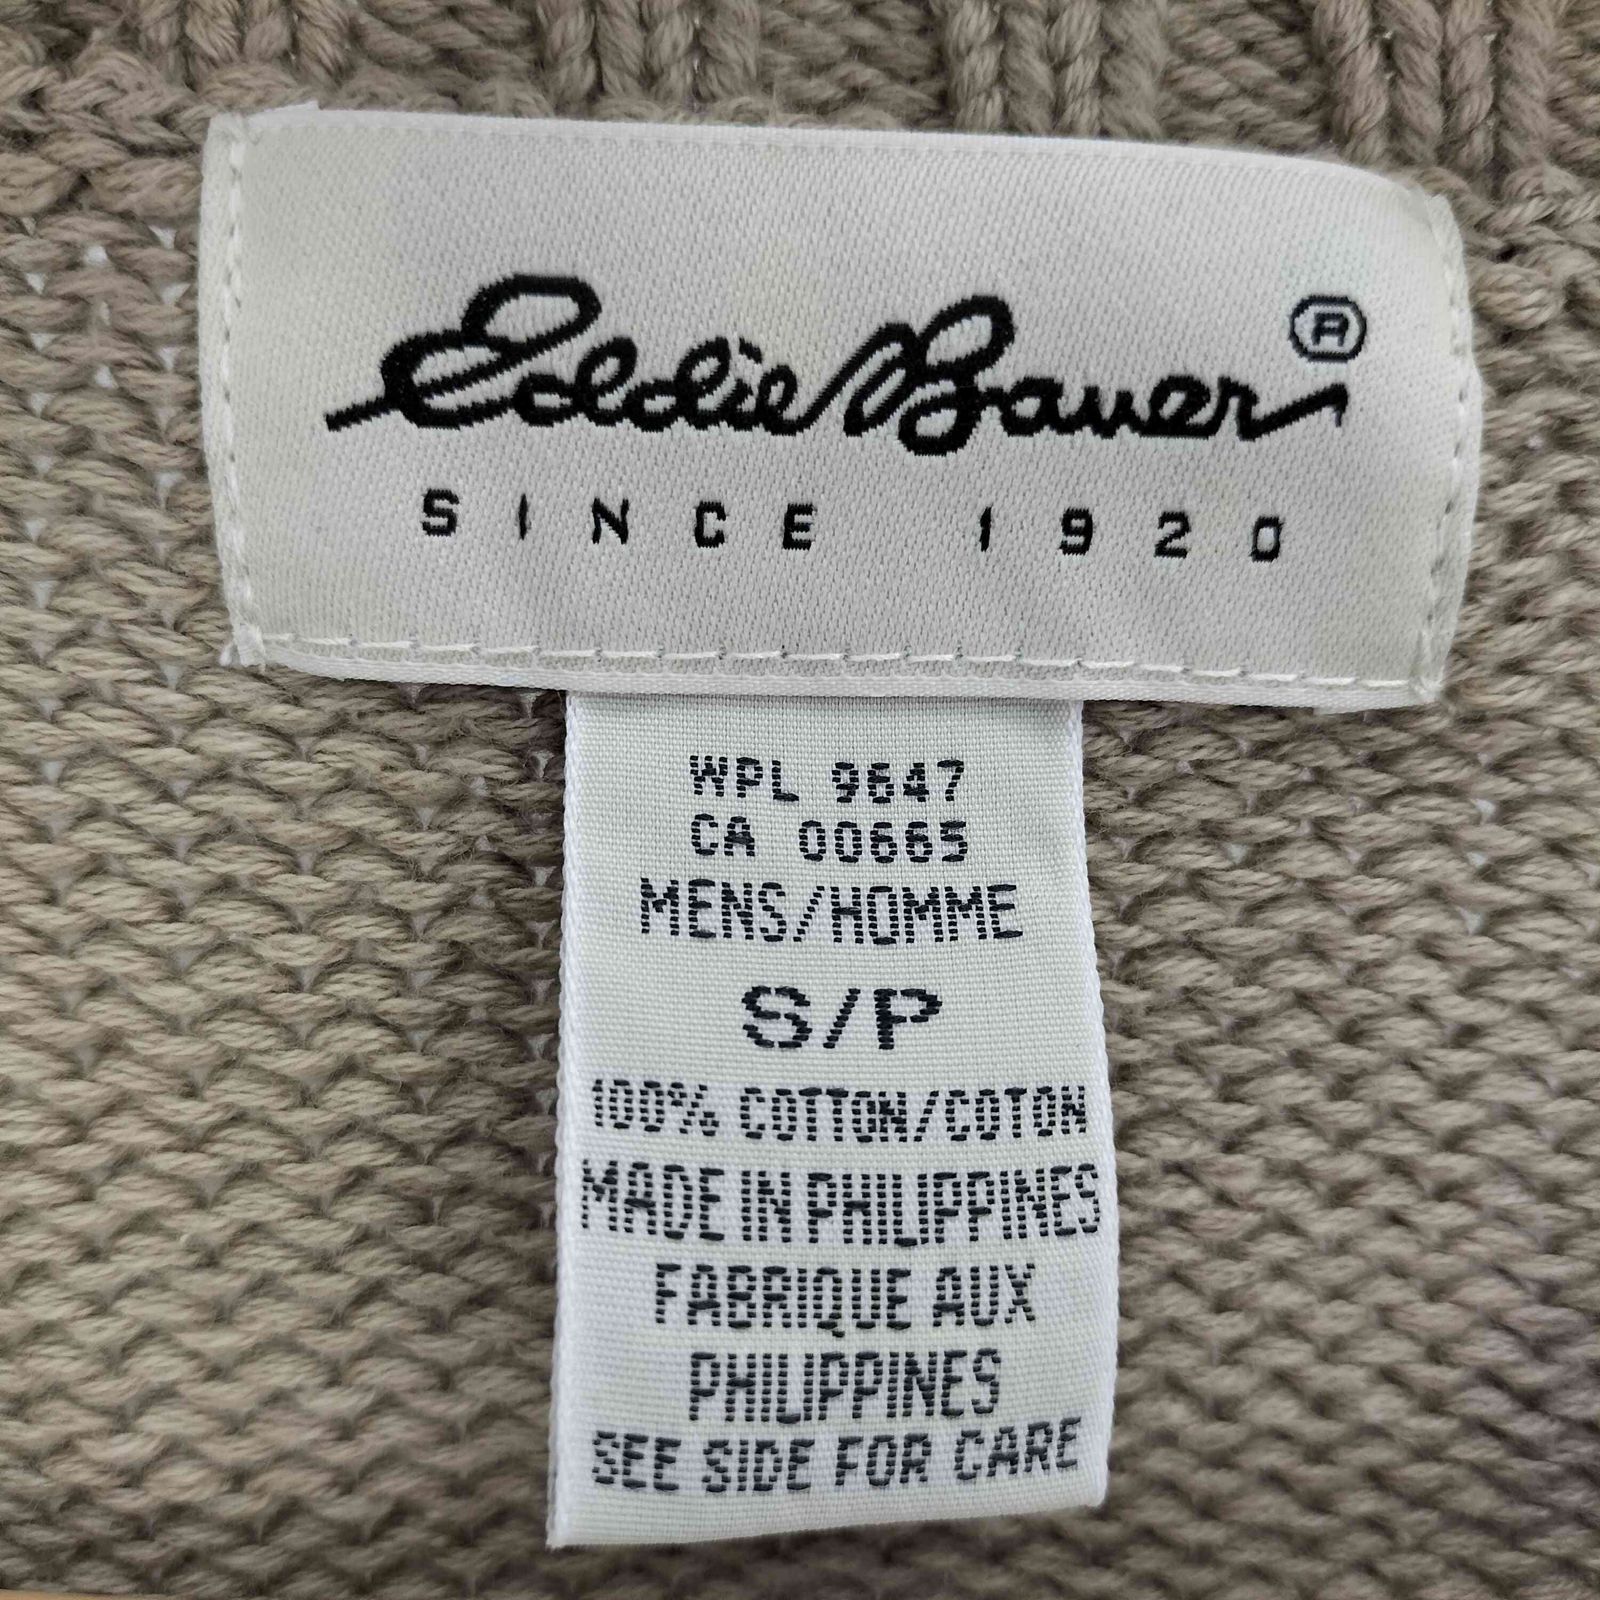 Eddie Bauer ®
SINCE 1920
WPL 9647
CA 00665
MENS/HOMME
S/P
100% COTTON/COTON
MADE IN PHILIPPINES
FABRIQUE AUX
PHILIPPINES
SEE SIDE FOR CARE